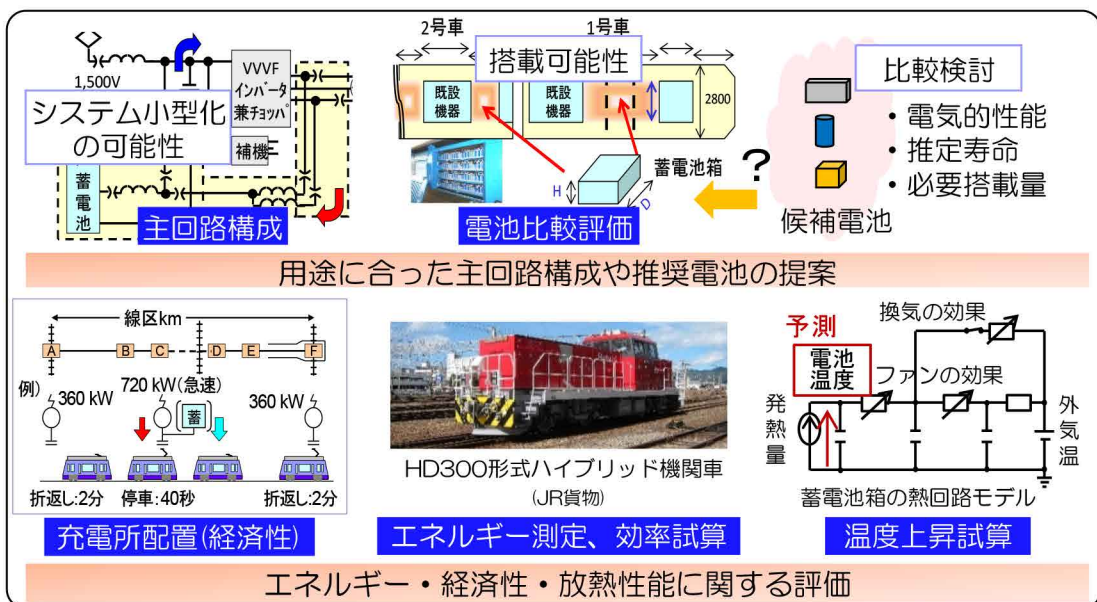 1,500V
VVVF
インバータ
兼チョッパ
補機
システム小型化
の可能性
蓄
電
池
主回路構成
2号車
1号車
搭載可能性
既設
機器
既設
機器
2800
蓄電池箱
H
D
電池比較評価
?
候補電池
比較検討
・電気的性能
・推定寿命
・必要搭載量
用途に合った主回路構成や推奨電池の提案
線区km
A B C D E F
例)
360 kW
720 kW(急速)
蓄
360 kW
折返し:2分
停車:40秒
折返し:2分
充電所配置(経済性)
HD300形式ハイブリッド機関車
(JR貨物)
エネルギー測定、効率試算
換気の効果
予測
電池
温度
ファンの効果
発熱量
外気温
蓄電池箱の熱回路モデル
温度上昇試算
エネルギー・経済性・放熱性能に関する評価